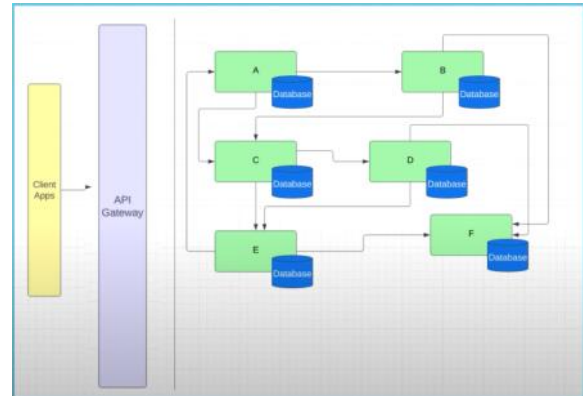 Client
Apps
API
Gateway
A
Database
B
Database
C
Database
D
Database
E
Database
F
Database